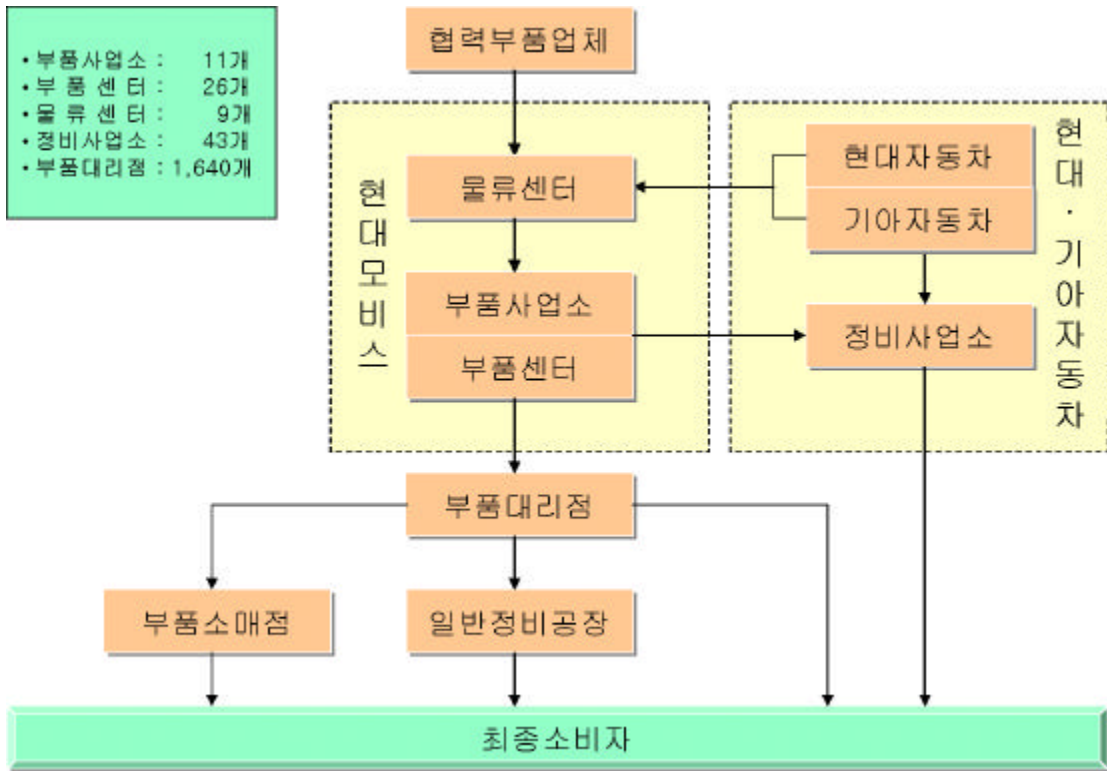 • 부품사업소 : 11개
• 부 품 센 터 : 26개
• 물 류 센 터 : 9개
• 정비사업소 : 43개
• 부품대리점 : 1,640개
협력부품업체
현대모비스
물류센터
부품사업소
부품센터
현대 · 기아자동차
현대자동차
기아자동차
정비사업소
부품대리점
부품소매점
일반정비공장
최종소비자